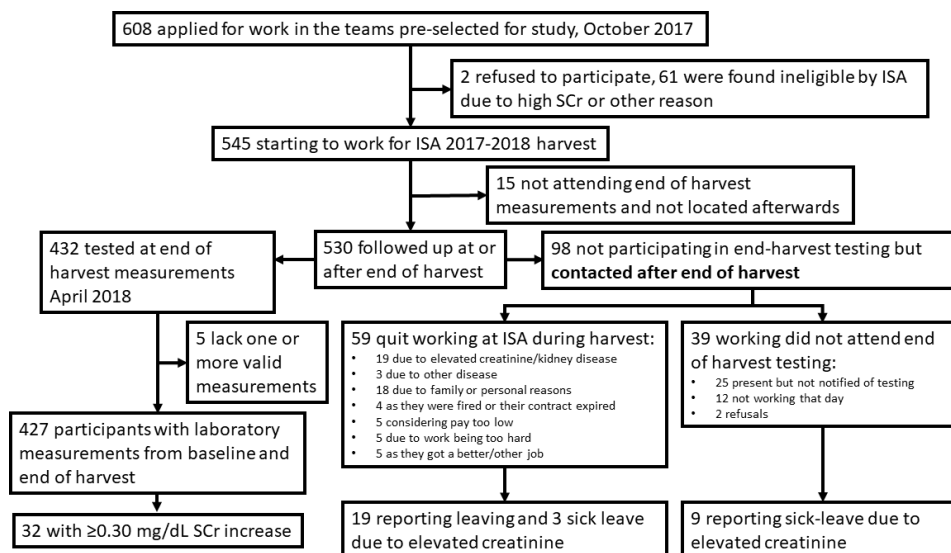 608 applied for work in the teams pre-selected for study, October 2017
2 refused to participate, 61 were found ineligible by ISA
due to high SCr or other reason
545 starting to work for ISA 2017-2018 harvest
15 not attending end of harvest
measurements and not located afterwards
432 tested at end of
harvest measurements
April 2018
530 followed up at or
after end of harvest
98 not participating in end-harvest testing but
contacted after end of harvest
5 lack one or
more valid
measurements
59 quit working at ISA during harvest:
• 19 due to elevated creatinine/kidney disease
• 3 due to other disease
• 18 due to family or personal reasons
• 4 as they were fired or their contract expired
• 5 considering pay too low
• 5 due to work being too hard
• 5 as they got a better/other job
39 working did not attend end
of harvest testing:
• 25 present but not notified of testing
• 12 not working that day
• 2 refusals
427 participants with laboratory
measurements from baseline and
end of harvest
32 with ≥0.30 mg/dL SCr increase
19 reporting leaving and 3 sick leave
due to elevated creatinine
9 reporting sick-leave due to
elevated creatinine